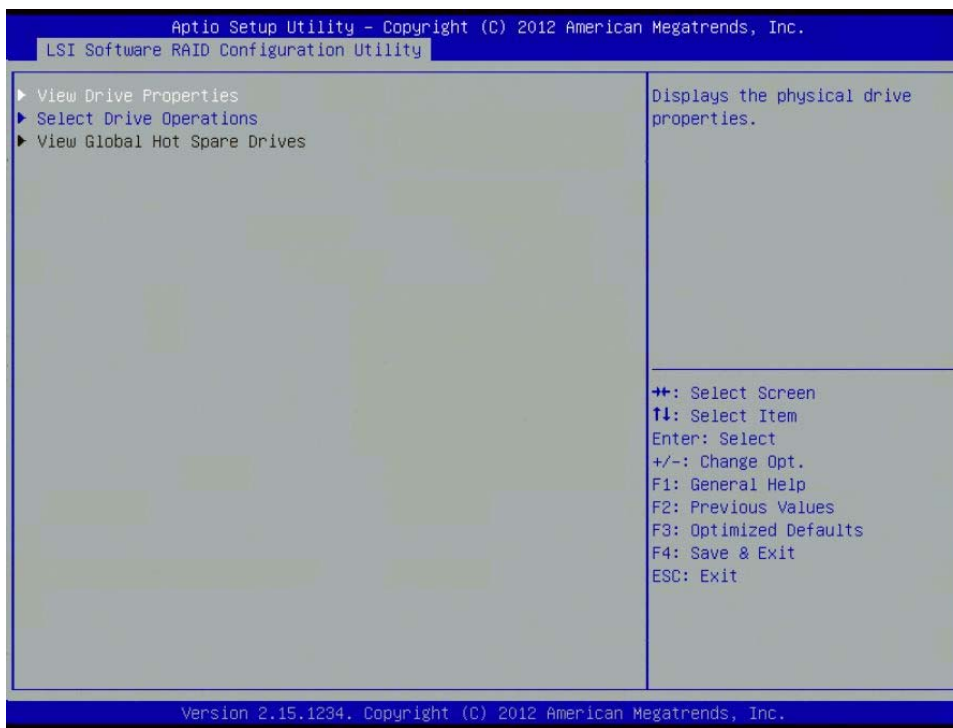 Aptio Setup Utility – Copyright (C) 2012 American Megatrends, Inc.
LSI Software RAID Configuration Utility
View Drive Properties
Select Drive Operations
View Global Hot Spare Drives
Displays the physical drive
properties.
→←: Select Screen
↑↓: Select Item
Enter: Select
+/-: Change Opt.
F1: General Help
F2: Previous Values
F3: Optimized Defaults
F4: Save & Exit
ESC: Exit
Version 2.15.1234. Copyright (C) 2012 American Megatrends, Inc.